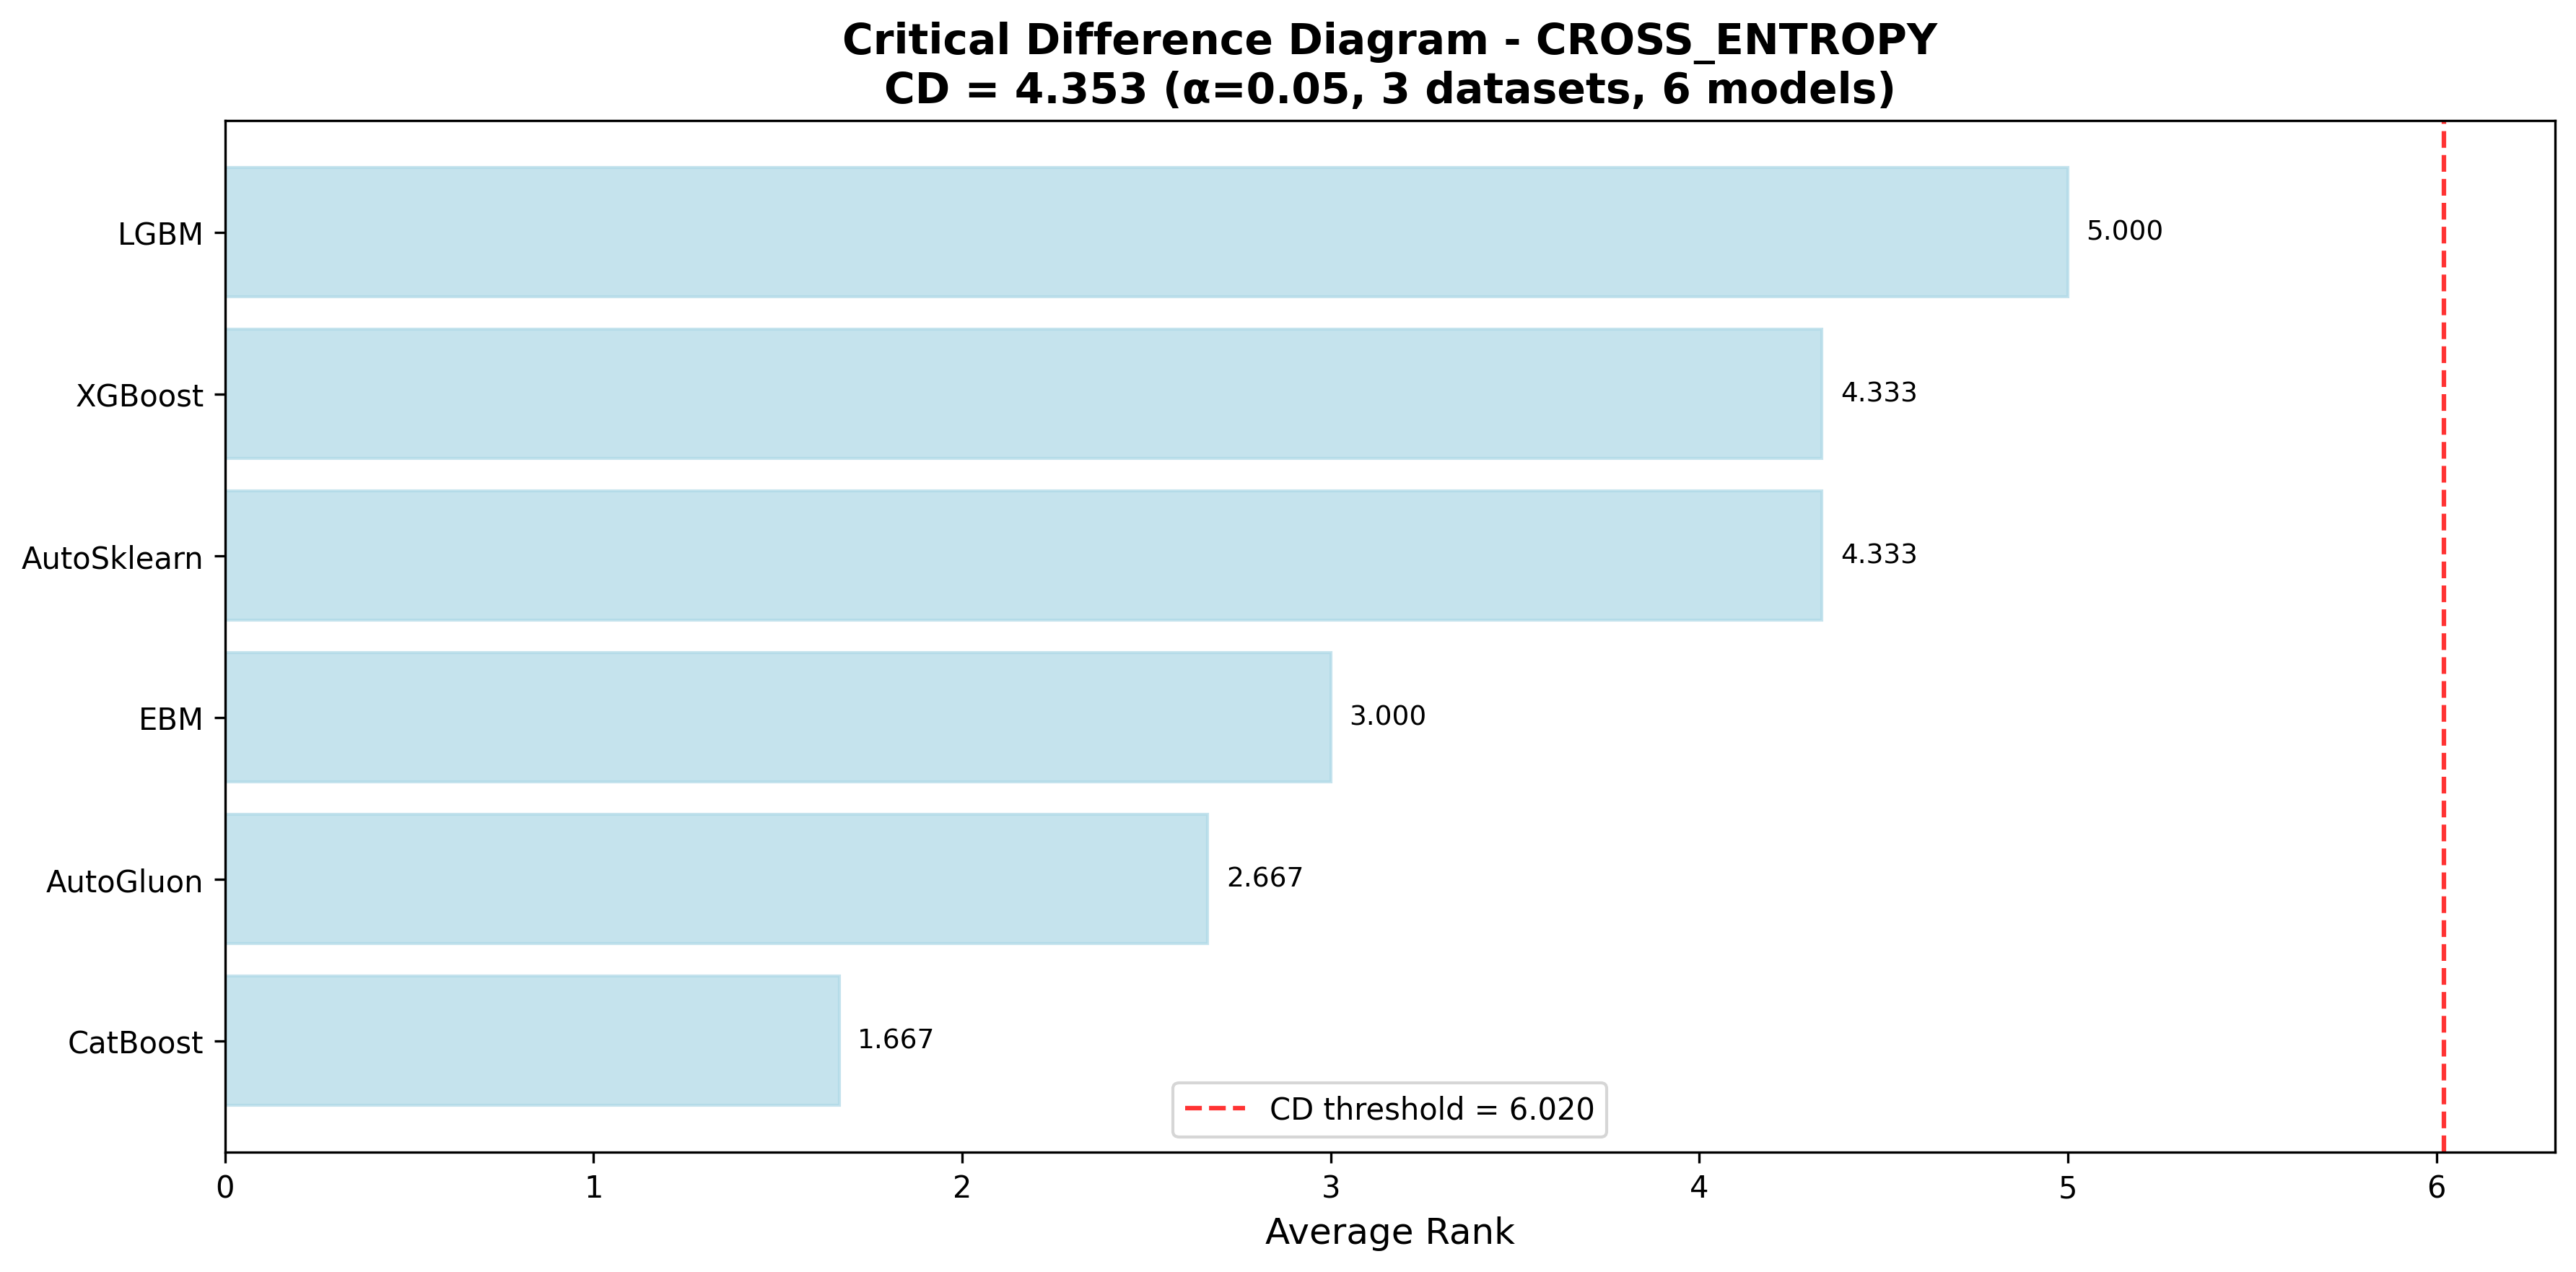 Critical Difference Diagram - CROSS_ENTROPY
CD = 4.353 (α=0.05, 3 datasets, 6 models)
LGBM
5.000
XGBoost
4.333
AutoSklearn
4.333
EBM
3.000
AutoGluon
2.667
CatBoost
1.667
CD threshold = 6.020
0 1 2 3 4 5 6
Average Rank